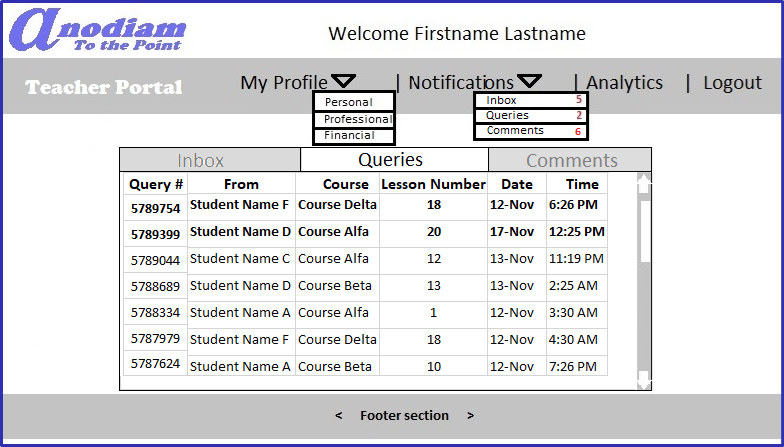 Anodiam
To the Point
Welcome Firstname Lastname
Teacher Portal
My Profile | Notifications | Analytics | Logout
Personal
Professional
Financial
Inbox 5
Queries 2
Comments 6
Inbox Queries Comments
Query # From Course Lesson Number Date Time
5789754 Student Name F Course Delta 18 12-Nov 6:26 PM
5789399 Student Name D Course Alfa 20 17-Nov 12:25 PM
5789044 Student Name C Course Alfa 12 13-Nov 11:19 PM
5788689 Student Name D Course Beta 13 13-Nov 2:25 AM
5788334 Student Name A Course Alfa 1 12-Nov 3:30 AM
5787979 Student Name F Course Delta 18 12-Nov 4:30 AM
5787624 Student Name A Course Beta 10 12-Nov 7:26 PM
< Footer section >